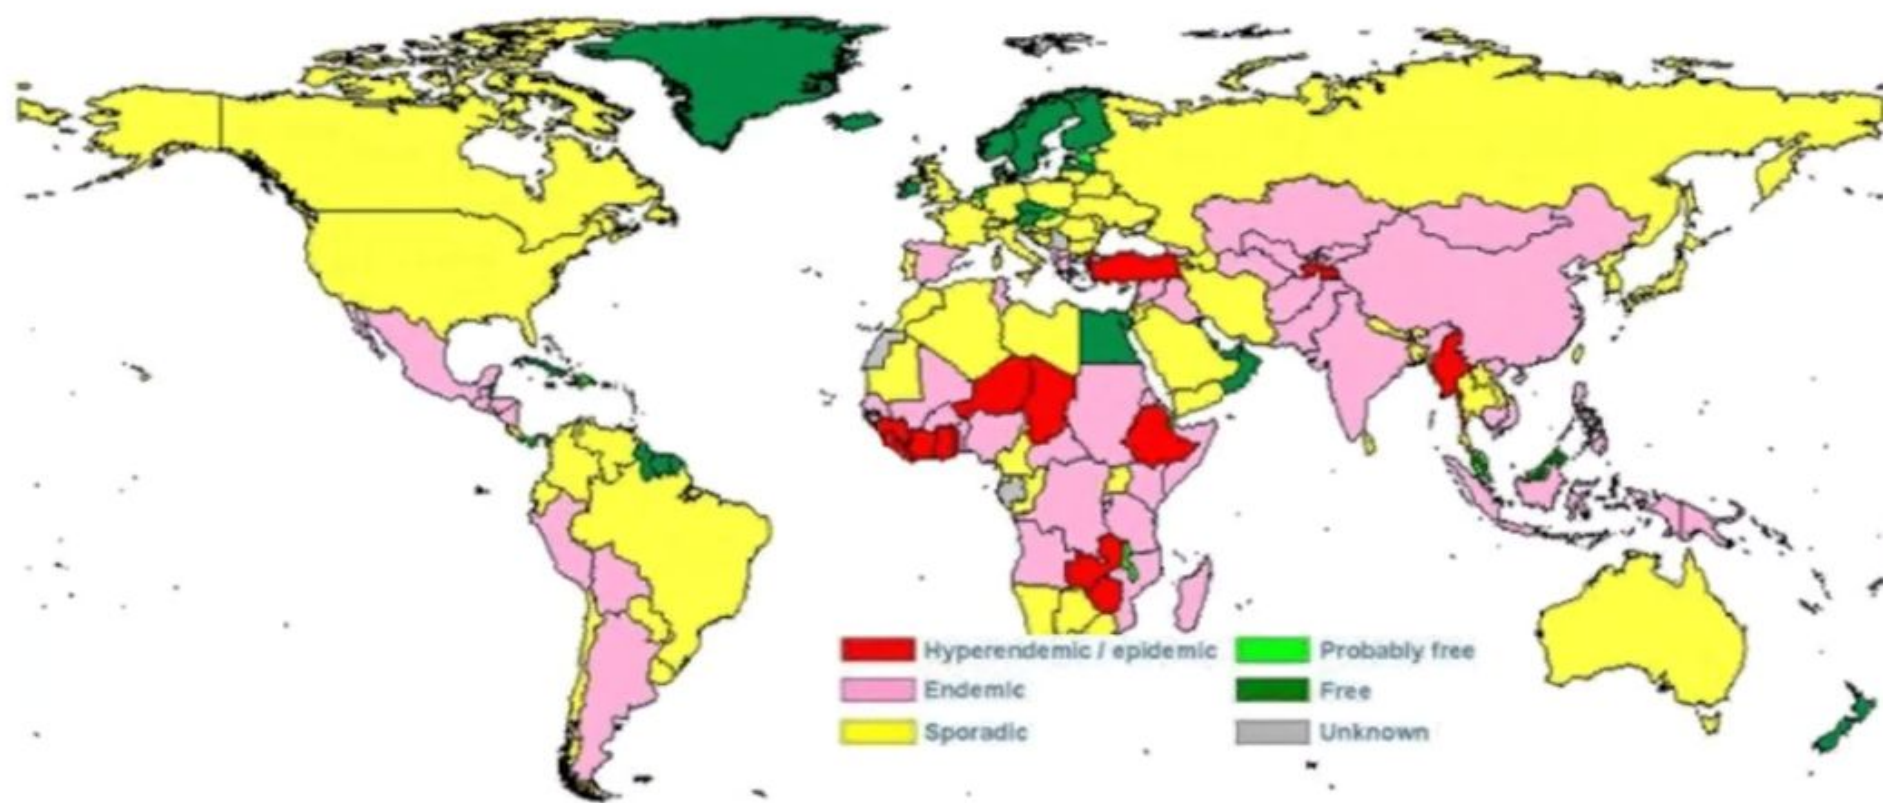 Hyperendemic / epidemic
Endemic
Sporadic
Probably free
Free
Unknown